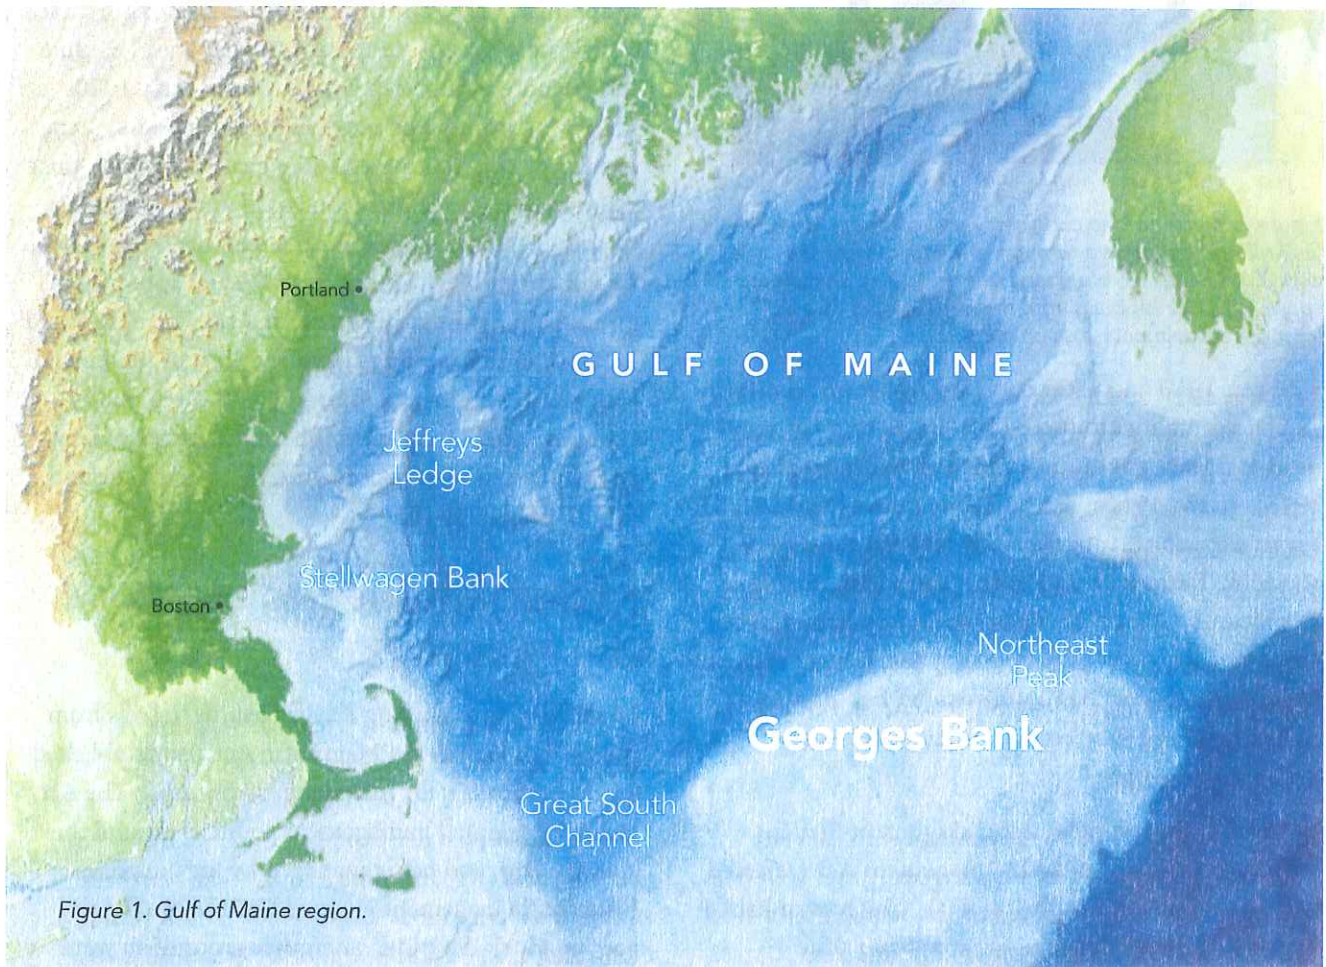 Portland
GULF OF MAINE
Jeffreys
Ledge
Stellwagen Bank
Boston
Northeast
Peak
Georges Bank
Great South
Channel
Figure 1. Gulf of Maine region.